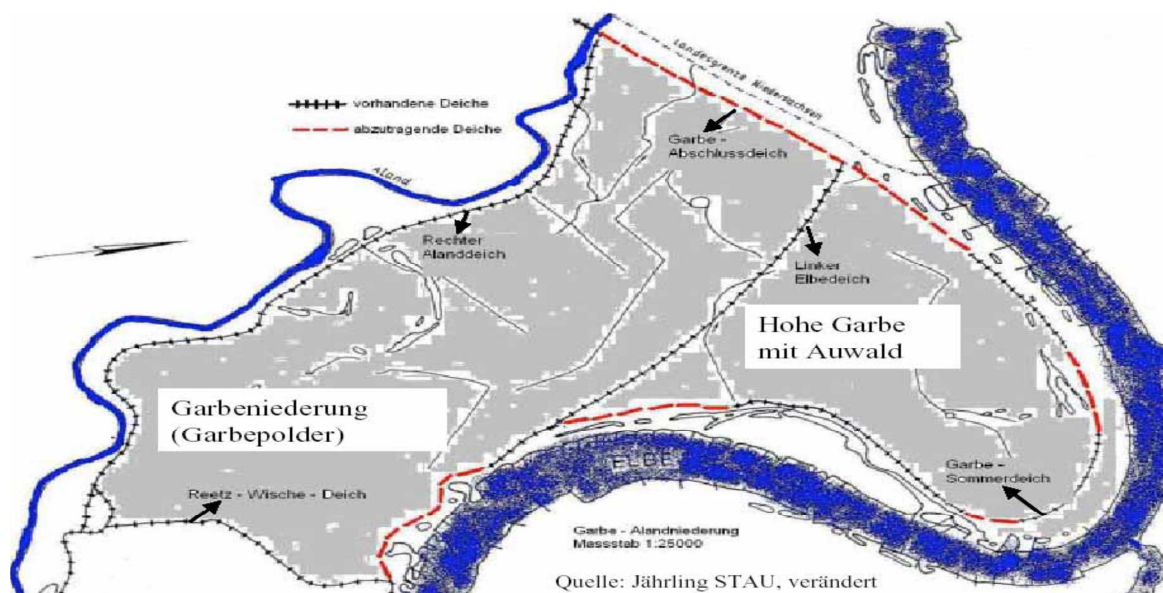 Landesgrenze Niedersachsen
vorhandene Deiche
abzutragende Deiche
Garbe -
Abschlussdeich
Aland
Rechter
Alanddeich
Linker
Elbedeich
Hohe Garbe
mit Auwald
Garbeniederung
(Garbepolder)
ELBE
Garbe -
Sommerdeich
Reetz - Wische - Deich
Garbe - Alandniederung
Massstab 1:25000
Quelle: Jährling STAU, verändert